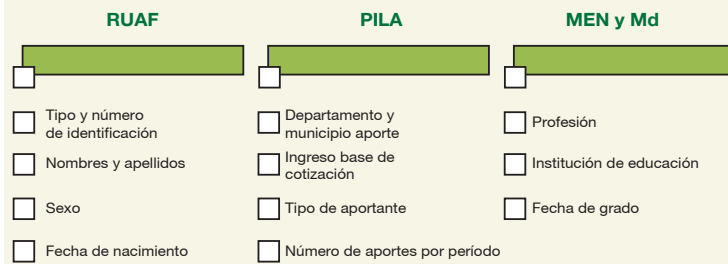 RUAF
Tipo y número
de identificación
Nombres y apellidos
Sexo
Fecha de nacimiento
PILA
Departamento y
municipio aporte
Ingreso base de
cotización
Tipo de aportante
Número de aportes por período
MEN y Md
Profesión
Institución de educación
Fecha de grado